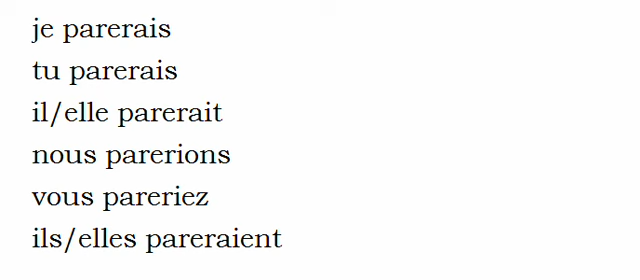 je parerais
tu parerais
il/elle parerait
nous parerions
vous pareriez
ils/elles pareraient